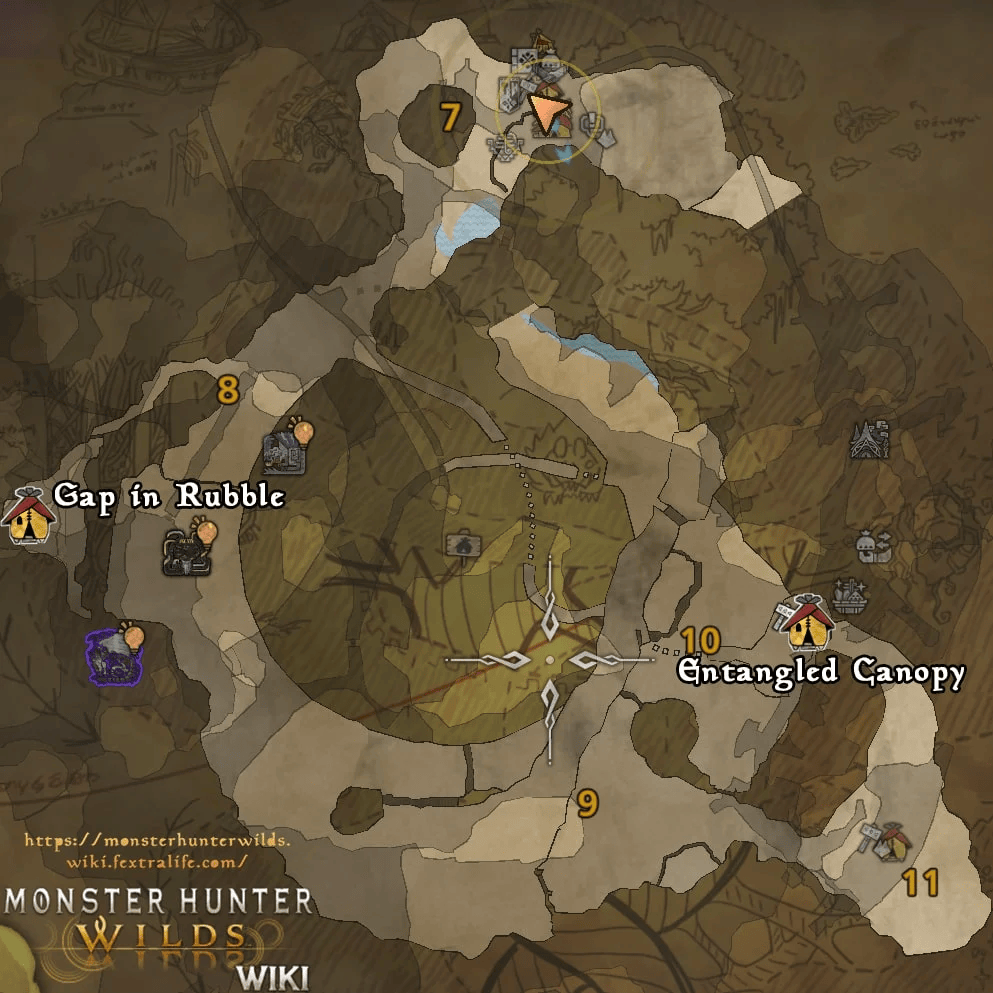 7
8
Gap in Rubble
10
Entangled Canopy
9
11
https://monsterhunterwilds.
wiki.fextralife.com/
MONSTER HUNTER
WILDS
WIKI